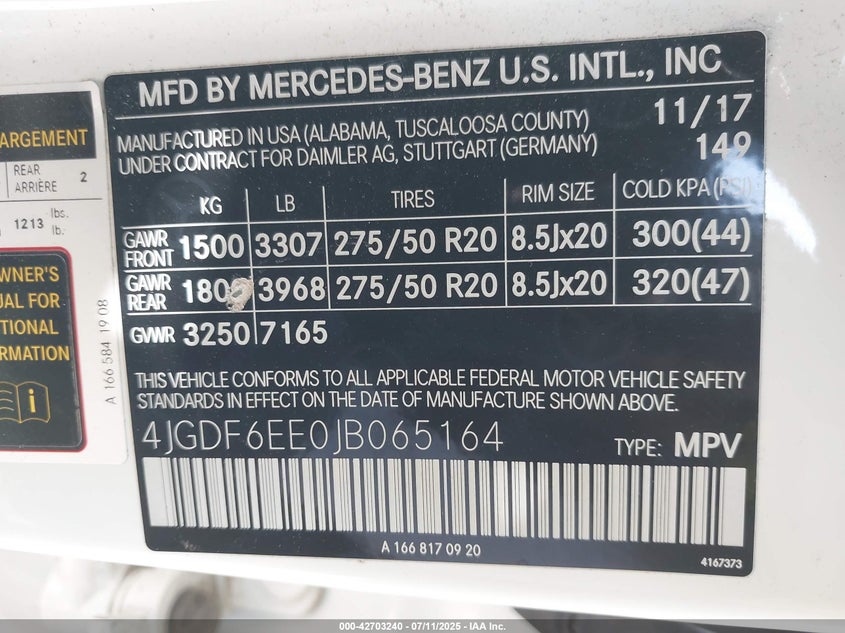 ARGEMENT
REAR
ARRIÈRE 2
1213 lbs.
lb.
OWNER'S
UAL FOR
TIONAL
ORMATION
i
A 166 584 19 08
MFD BY MERCEDES-BENZ U.S. INTL., INC
MANUFACTURED IN USA (ALABAMA, TUSCALOOSA COUNTY) 11/17
UNDER CONTRACT FOR DAIMLER AG, STUTTGART (GERMANY) 149
KG LB TIRES RIM SIZE COLD KPA (PSI)
GAWR FRONT 1500 3307 275/50 R20 8.5Jx20 300(44)
GAWR REAR 1800 3968 275/50 R20 8.5Jx20 320(47)
GVWR 3250 7165
THIS VEHICLE CONFORMS TO ALL APPLICABLE FEDERAL MOTOR VEHICLE SAFETY
STANDARDS IN EFFECT ON THE DATE OF MANUFACTURE SHOWN ABOVE.
4JGDF6EE0JB065164 TYPE: MPV
A 166 817 09 20
4167373
000-42703240 - 07/11/2025 - IAA Inc.